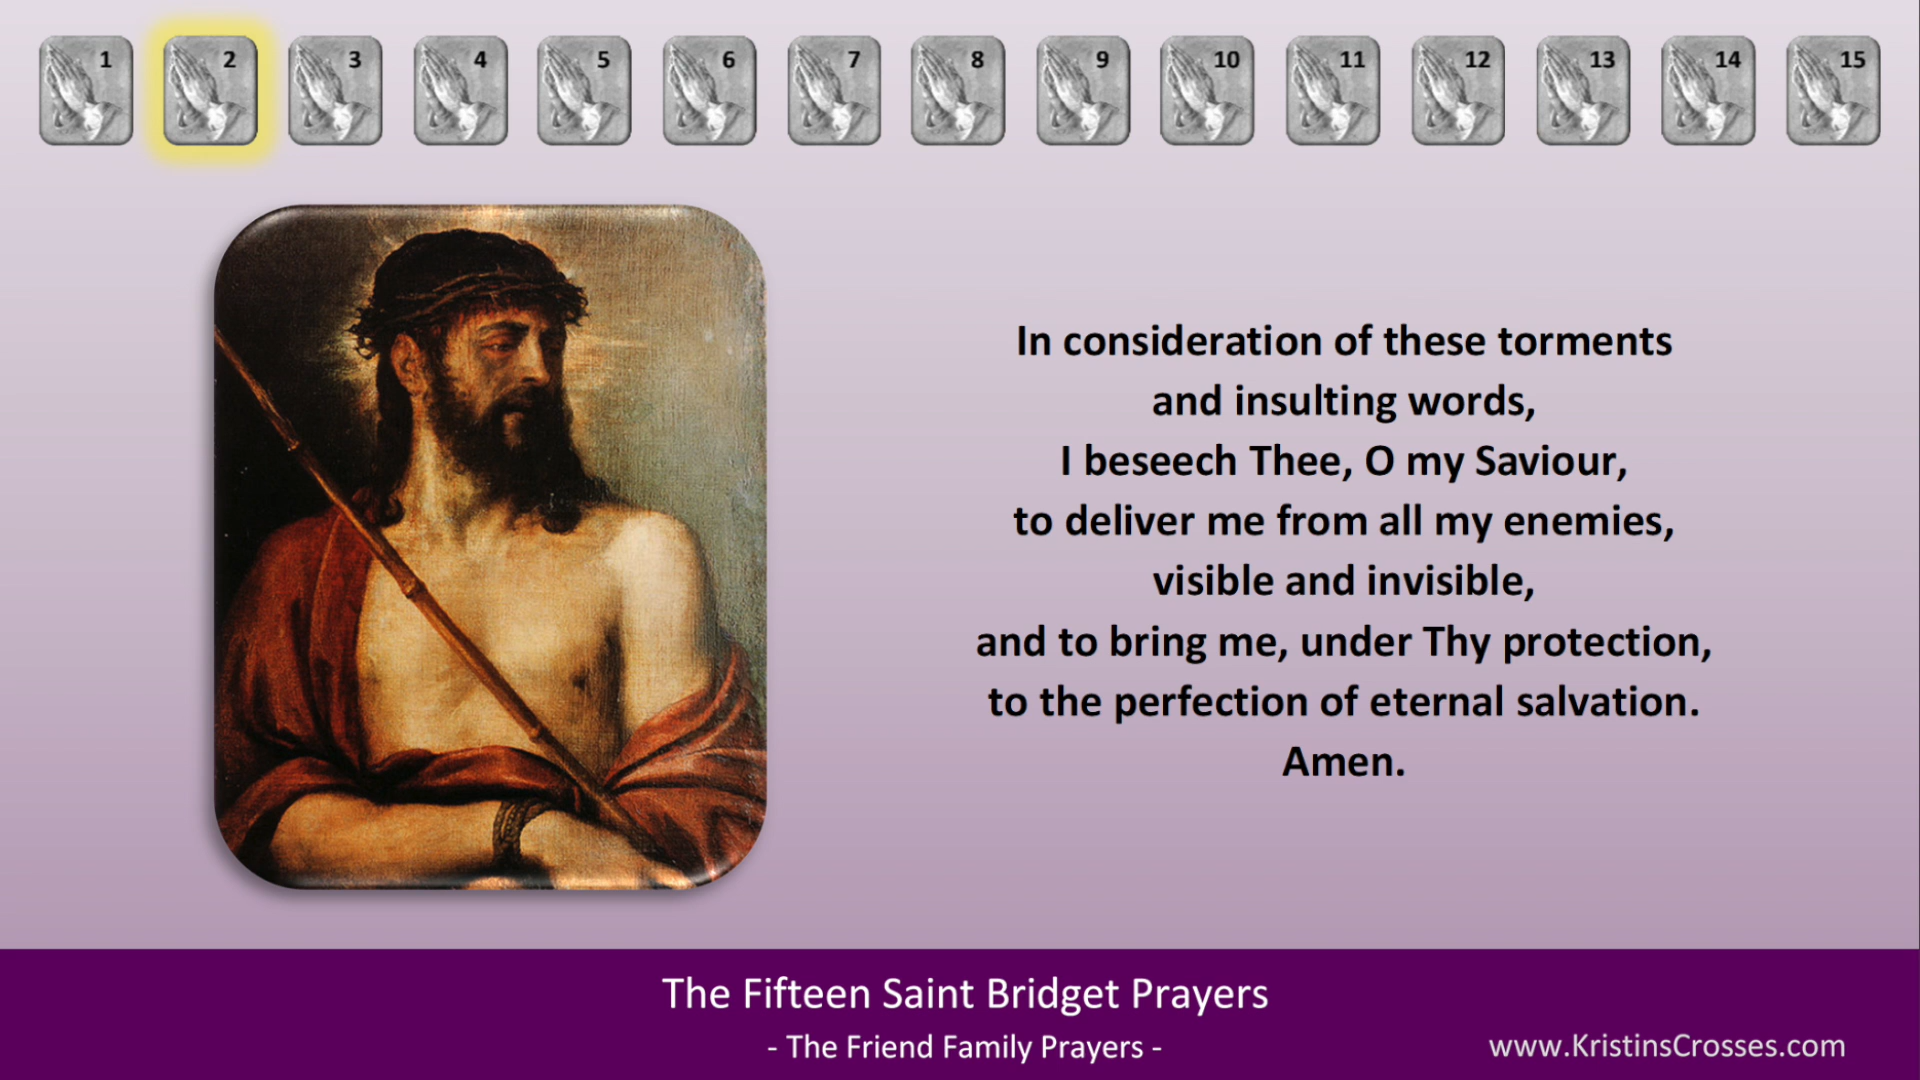 1 2 3 4 5 6 7 8 9 10 11 12 13 14 15
In consideration of these torments
and insulting words,
I beseech Thee, O my Saviour,
to deliver me from all my enemies,
visible and invisible,
and to bring me, under Thy protection,
to the perfection of eternal salvation.
Amen.
The Fifteen Saint Bridget Prayers
- The Friend Family Prayers -
www.KristinsCrosses.com